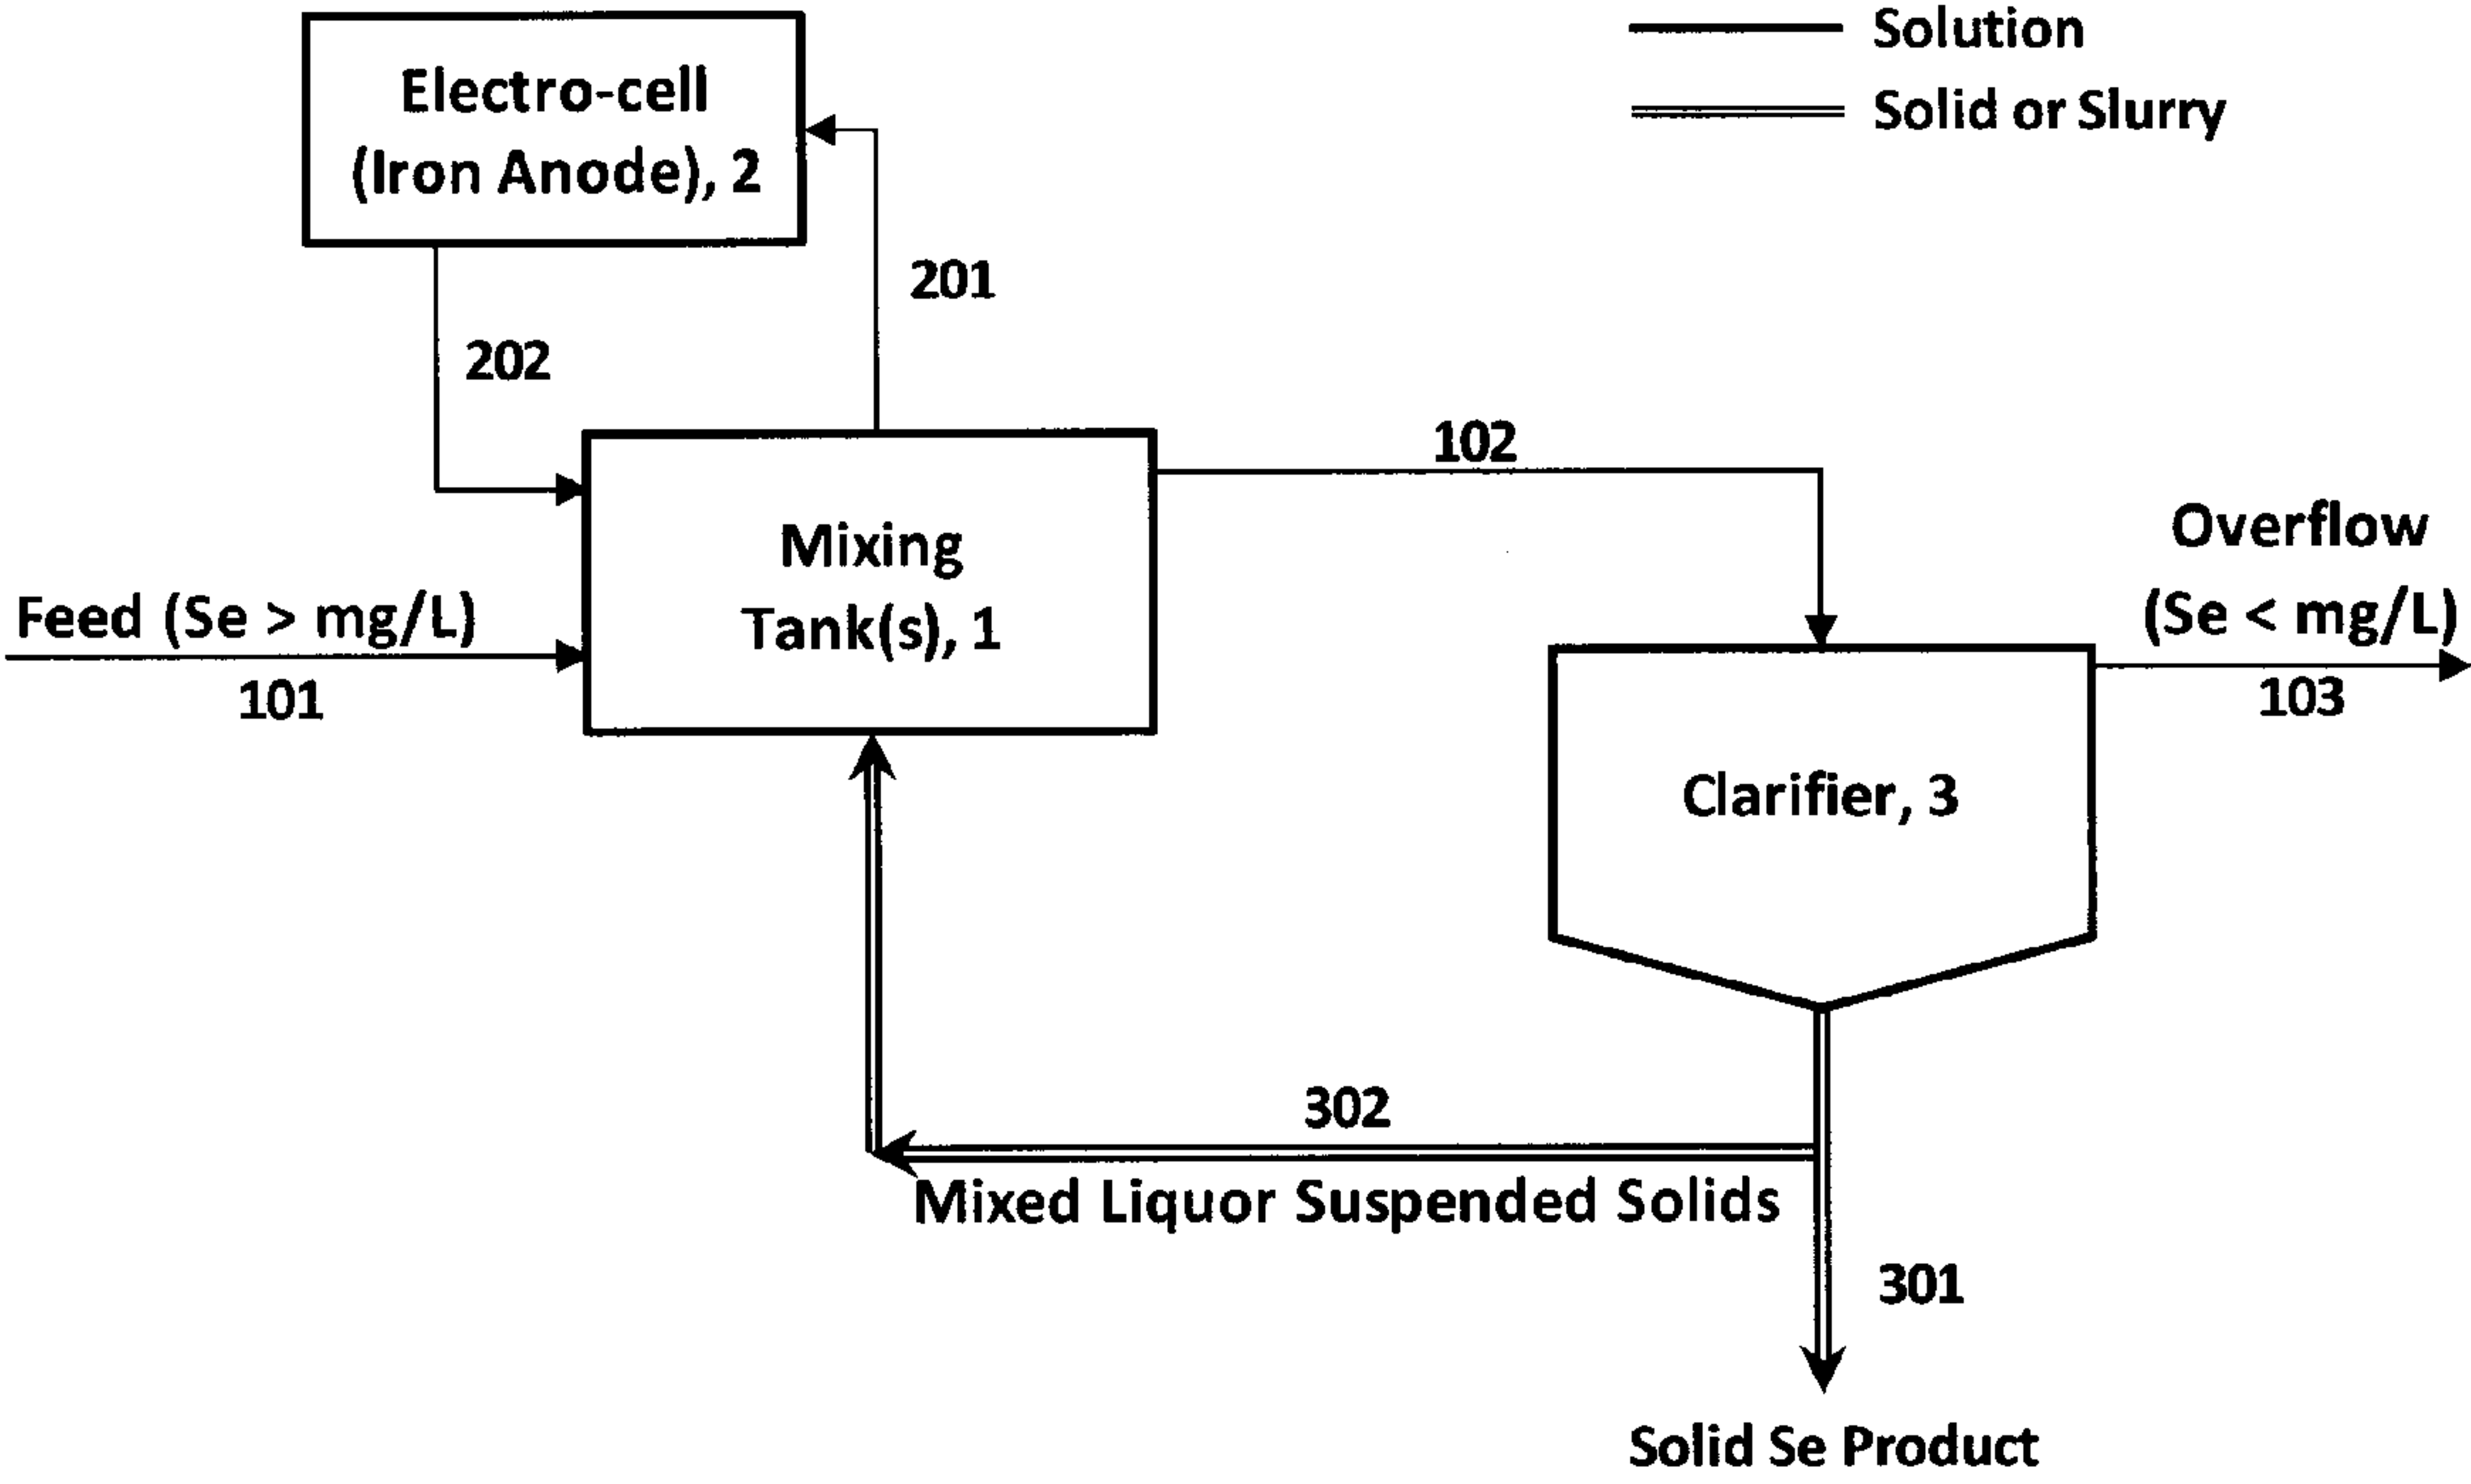 Solution
Solid or Slurry
Electro-cell
(Iron Anode), 2
201
202
102
Mixing
Tank(s), 1
Feed (Se > mg/L)
101
Overflow
(Se < mg/L)
103
Clarifier, 3
302
Mixed Liquor Suspended Solids
301
Solid Se Product